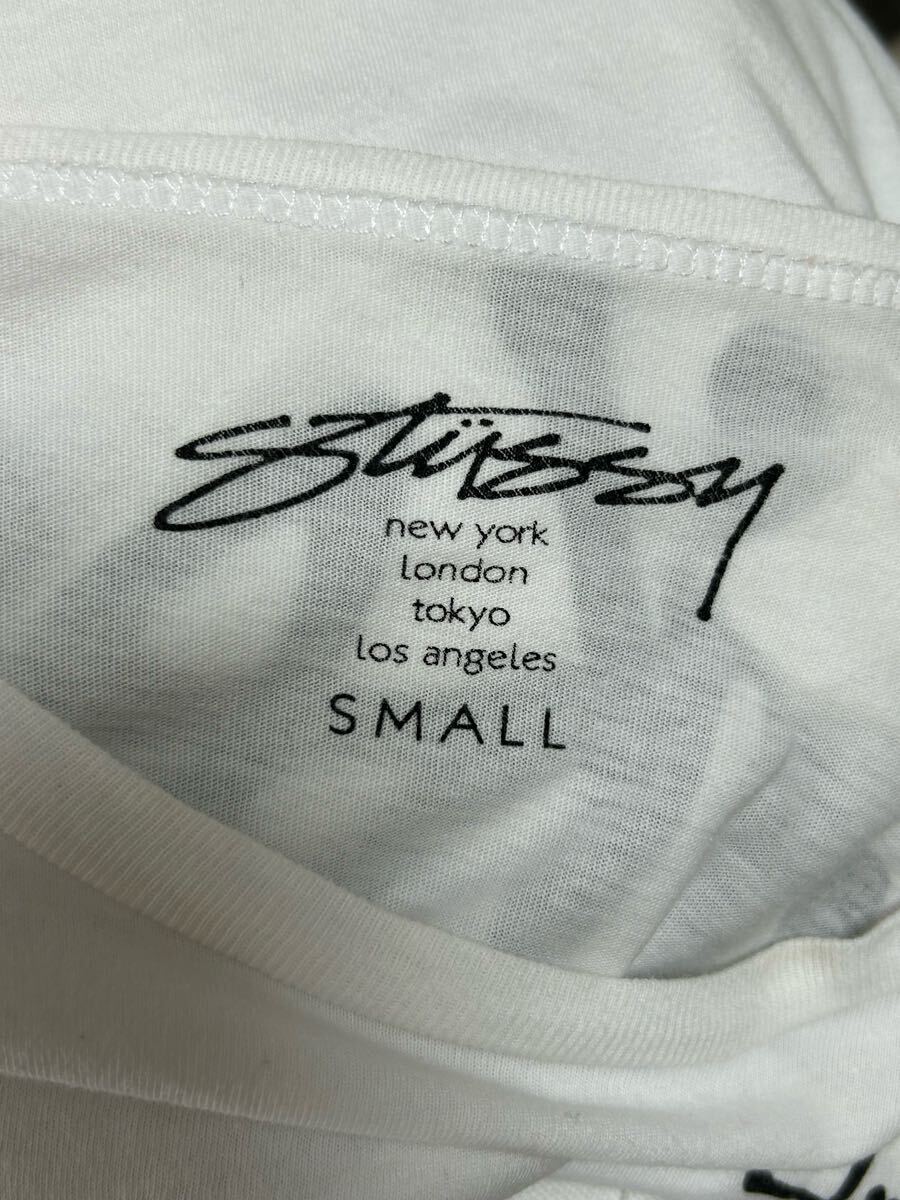 stüssy
new york
london
tokyo
los angeles
SMALL